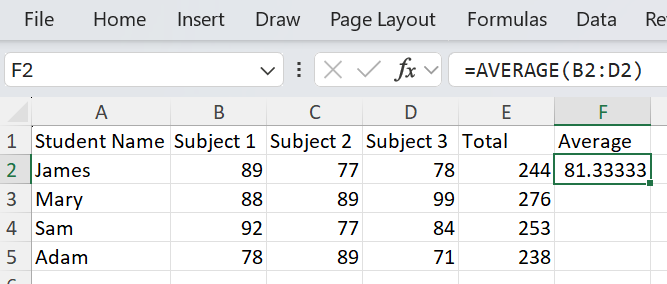 File Home Insert Draw Page Layout Formulas Data Re
F2 fx =AVERAGE(B2:D2)
A B C D E F
1 Student Name Subject 1 Subject 2 Subject 3 Total Average
2 James 89 77 78 244 81.33333
3 Mary 88 89 99 276
4 Sam 92 77 84 253
5 Adam 78 89 71 238